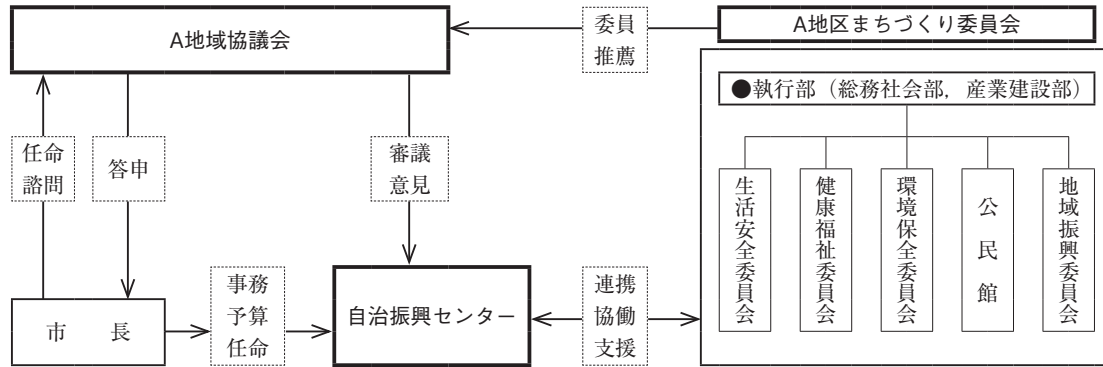 A地域協議会
委員
推薦
A地区まちづくり委員会
●執行部（総務社会部，産業建設部）
任命
諮問
答申
審議
意見
生活安全委員会
健康福祉委員会
環境保全委員会
公民館
地域振興委員会
市長
事務
予算
任命
自治振興センター
連携
協働
支援